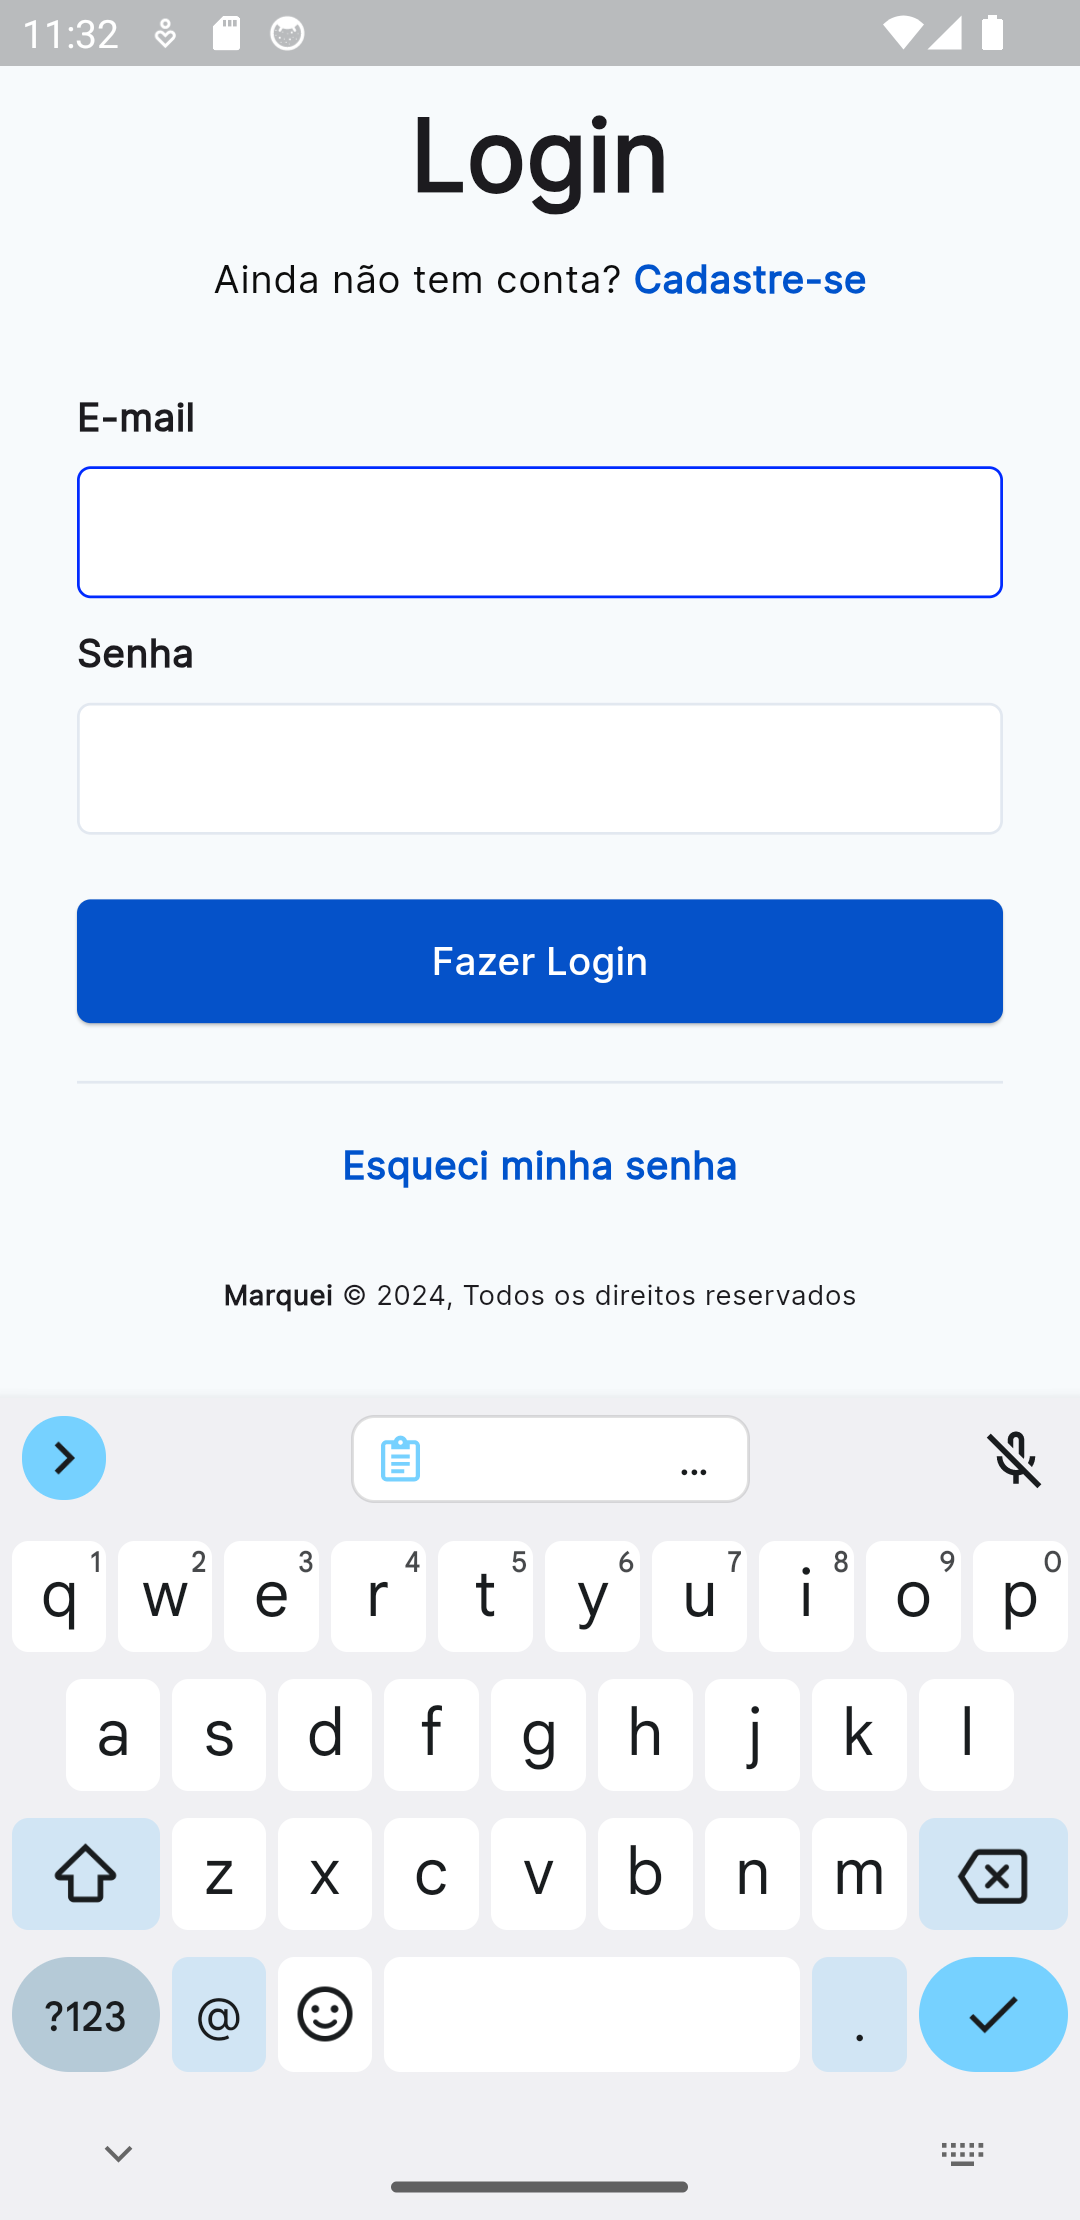 11:32
Login
Ainda não tem conta? Cadastre-se
E-mail
Senha
Fazer Login
Esqueci minha senha
Marquei © 2024, Todos os direitos reservados
...
q 1 w 2 e 3 r 4 t 5 y 6 u 7 i 8 o 9 p 0
a s d f g h j k l
z x c v b n m
?123 @ .